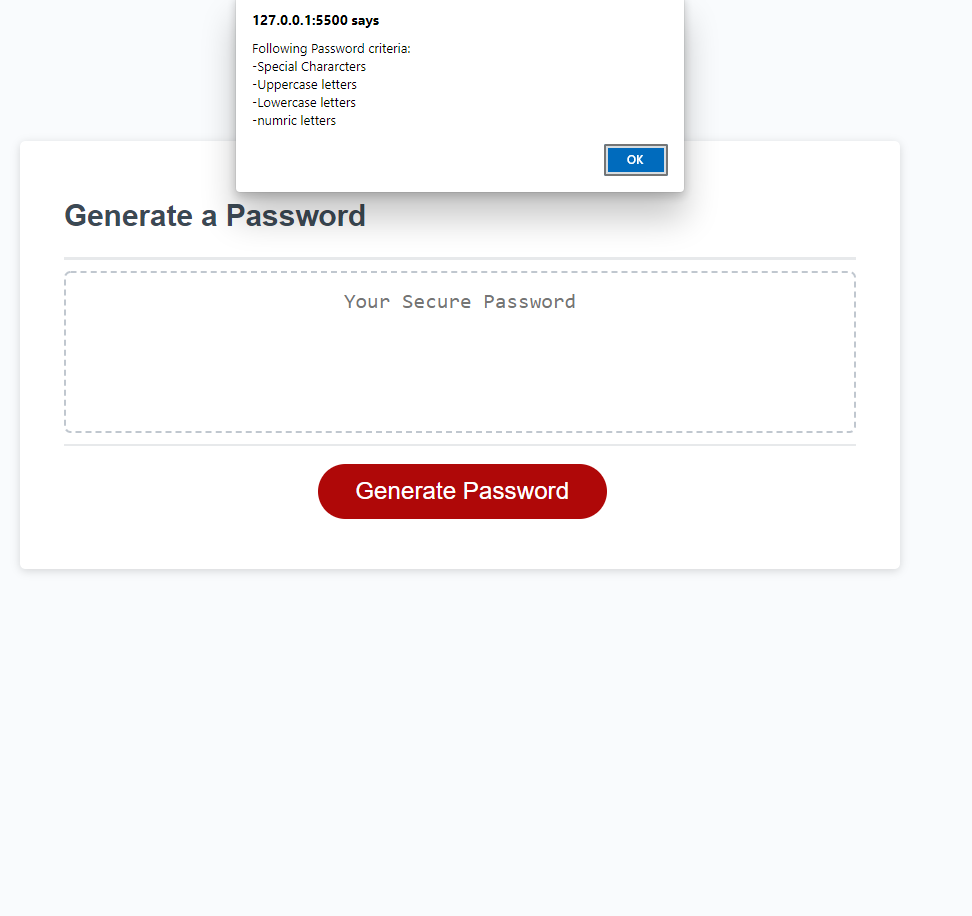 127.0.0.1:5500 says
Following Password criteria:
-Special Chararcters
-Uppercase letters
-Lowercase letters
-numric letters
OK
Generate a Password
Your Secure Password
Generate Password